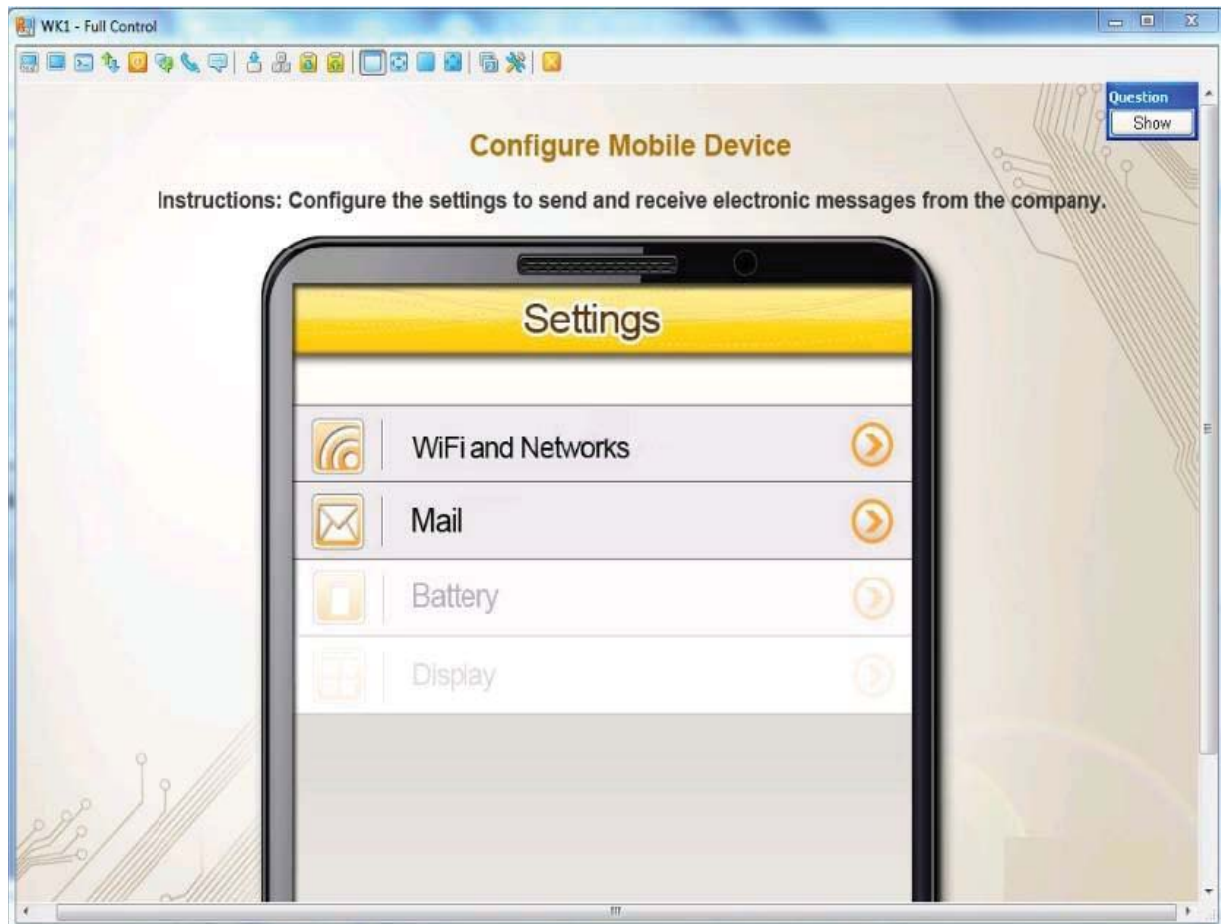 WK1 - Full Control
Question
Show
Configure Mobile Device
Instructions: Configure the settings to send and receive electronic messages from the company.
Settings
WiFi and Networks
Mail
Battery
Display